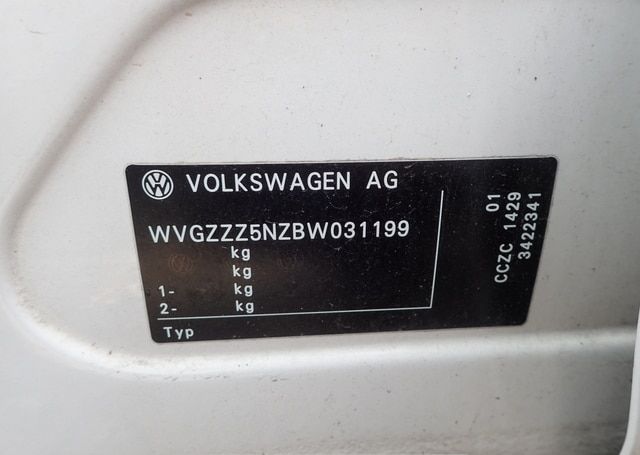 VOLKSWAGEN AG
WVGZZZ5NZBW031199
kg
kg
1- kg
2- kg
Typ
01
CCZC 1429
3422341